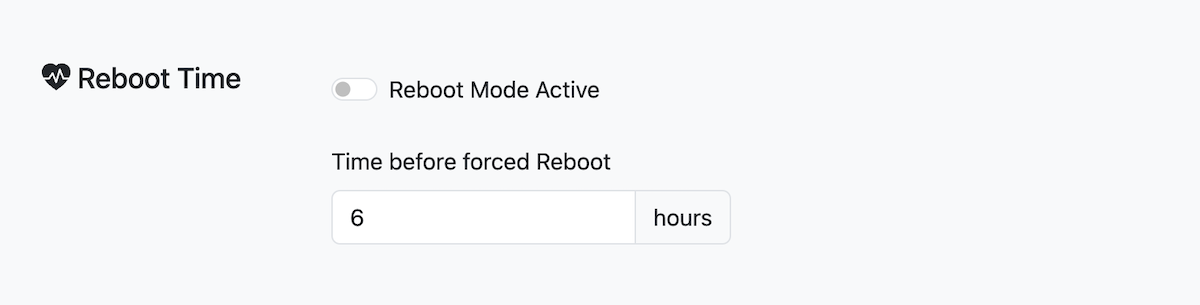 Reboot Time
Reboot Mode Active
Time before forced Reboot
6 hours